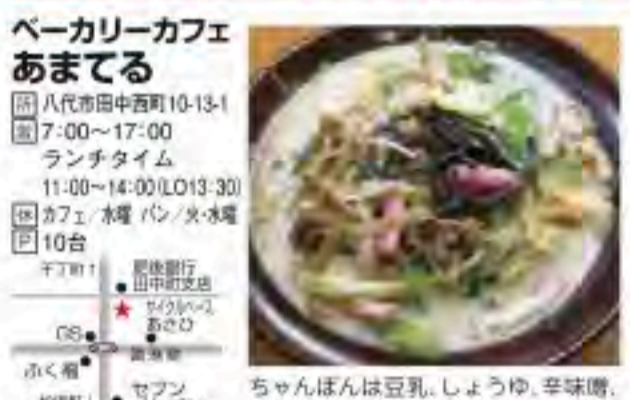 ベーカリーカフェ
あまてる
所 八代市田中西町10-13-1
営 7:00～17:00
ランチタイム
11:00～14:00(LO13:30)
休 カフェ/水曜 パン/火・水曜
P 10台
肥後銀行
田中町支店
サイクルベース
あさひ
GS
ふく福
セブン
ちゃんぽんは豆乳、しょうゆ、辛味噌、